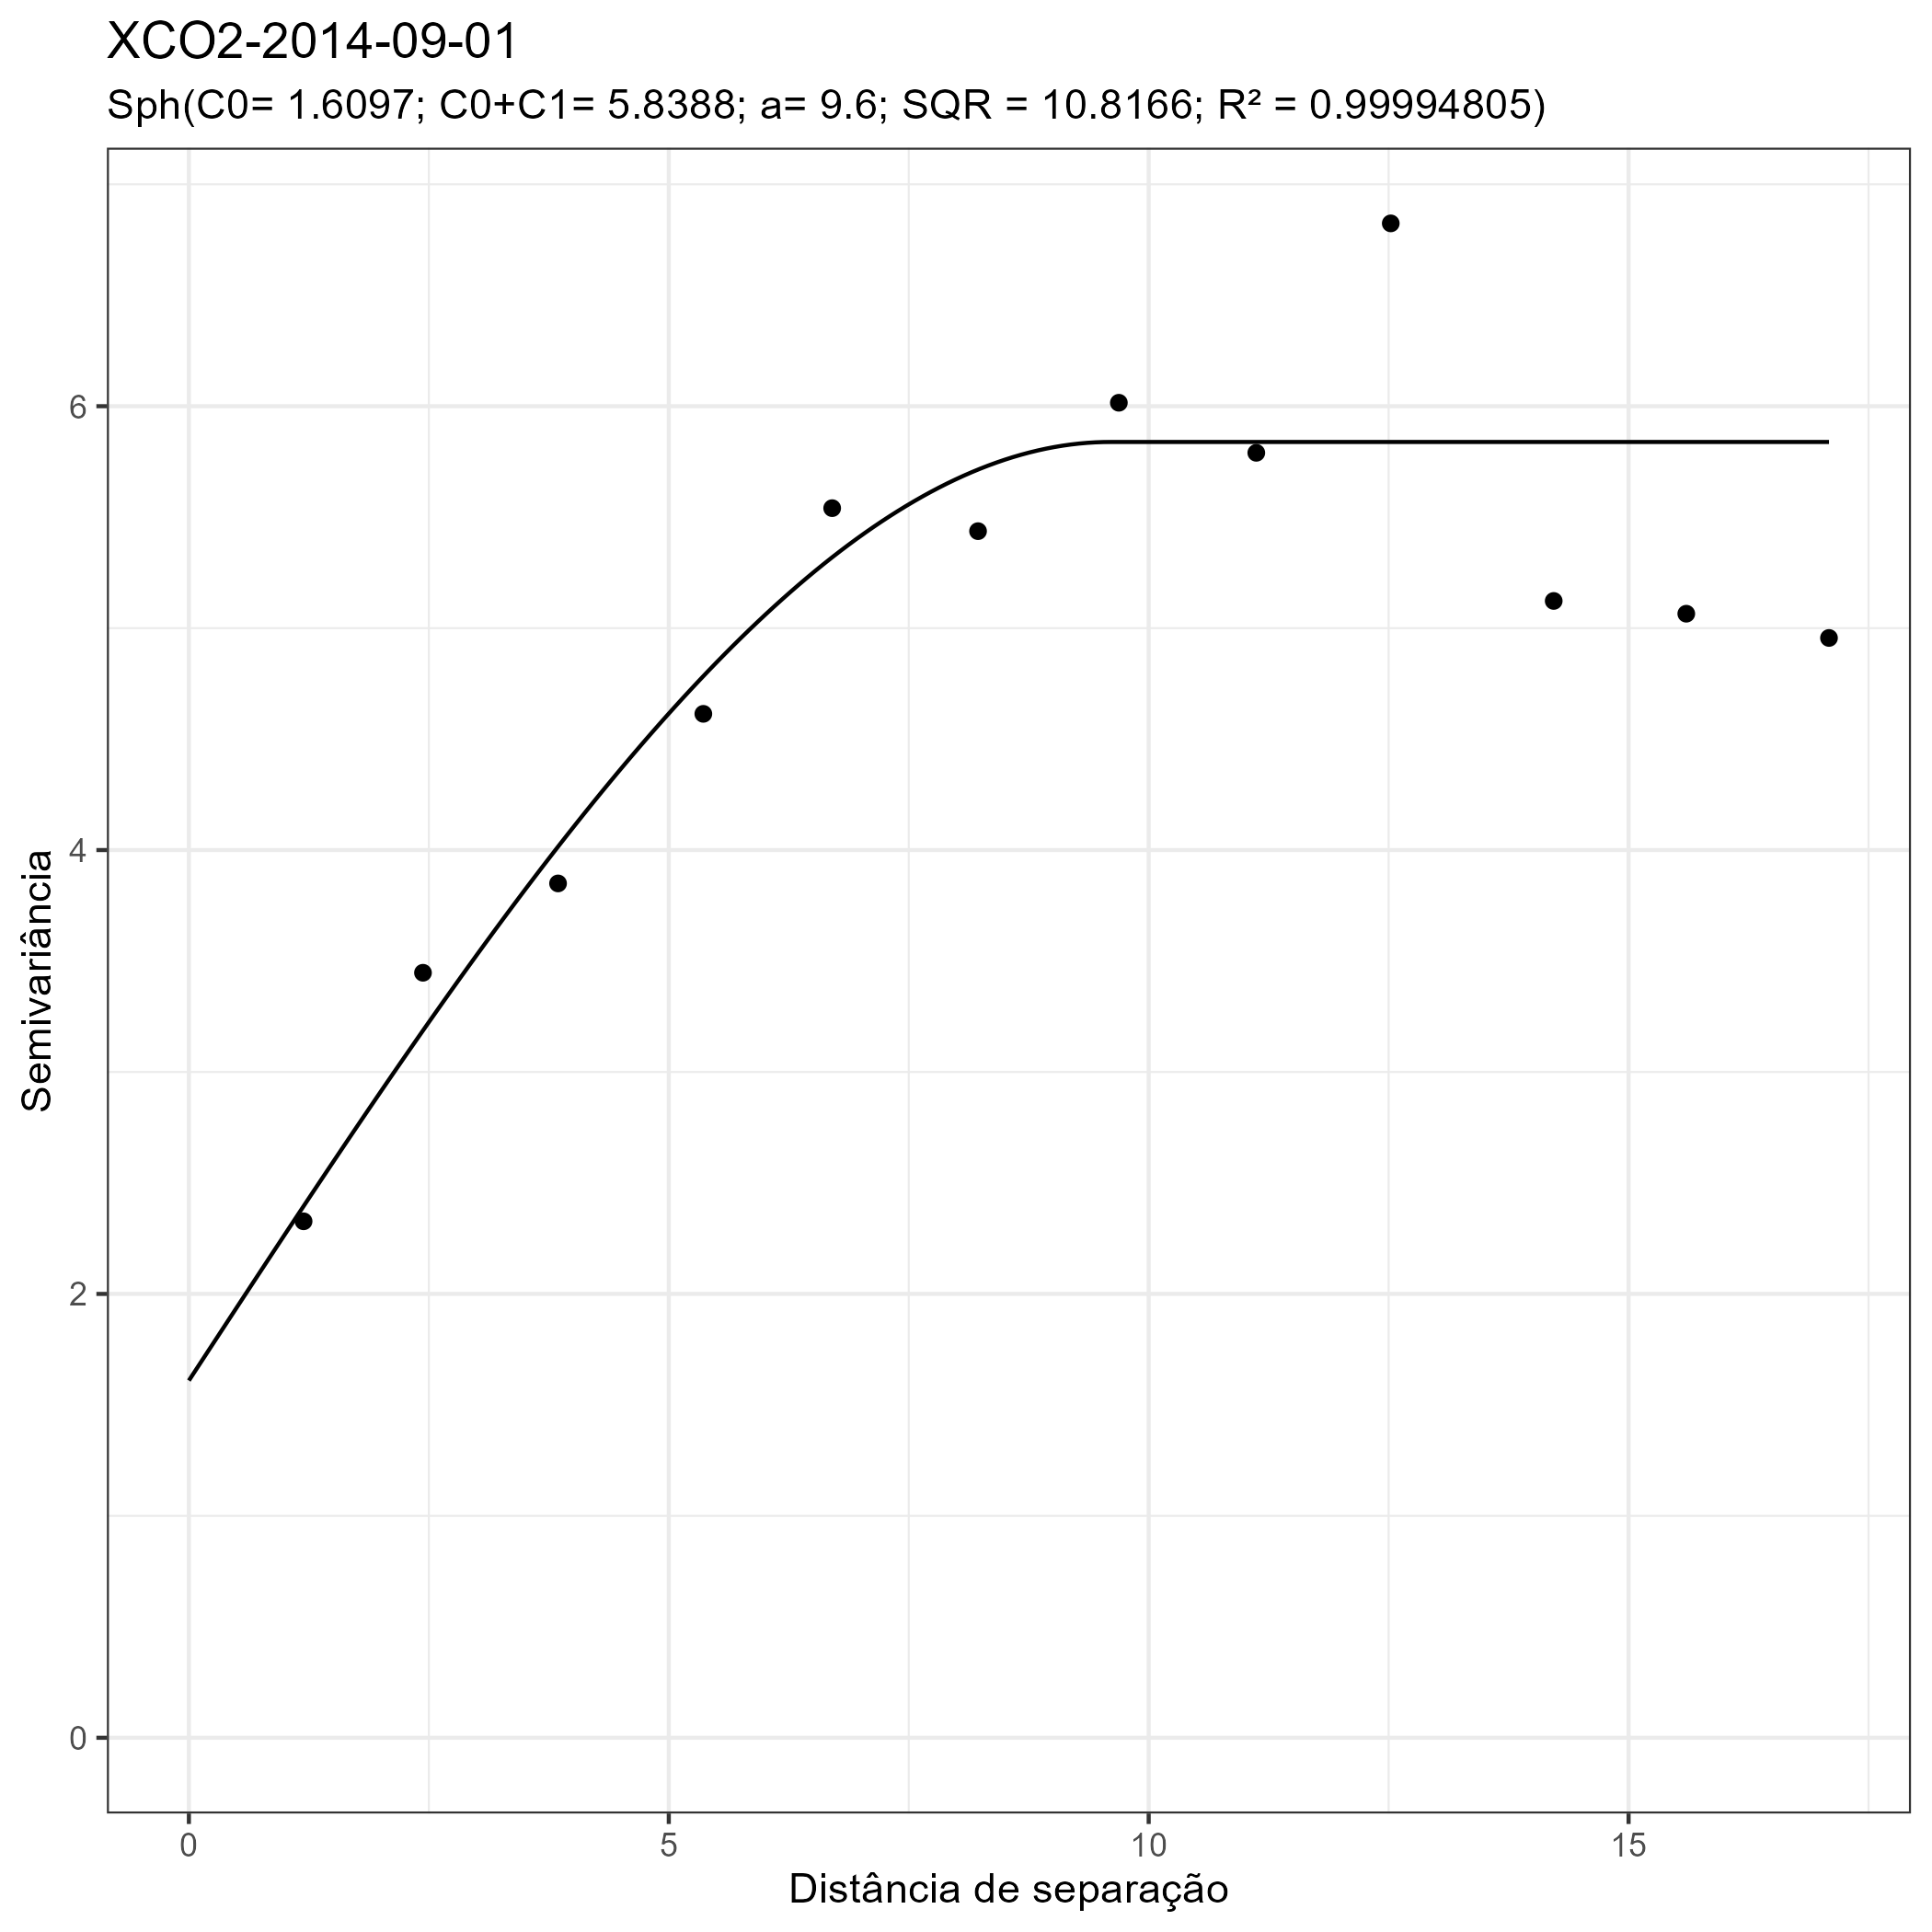 XCO2-2014-09-01
Sph(C0= 1.6097; C0+C1= 5.8388; a= 9.6; SQR = 10.8166; R² = 0.99994805)
Semivariância
6
4
2
0
0 5 10 15
Distância de separação